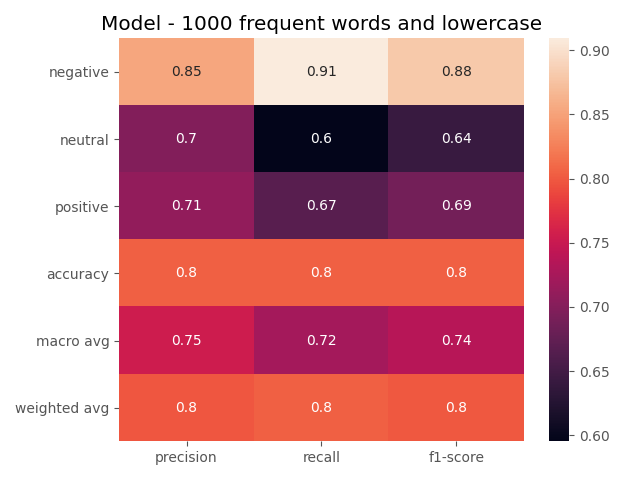 Model - 1000 frequent words and lowercase
negative 0.85 0.91 0.88 0.90
neutral 0.7 0.6 0.64 0.85
positive 0.71 0.67 0.69 0.80
accuracy 0.8 0.8 0.8 0.75
macro avg 0.75 0.72 0.74 0.70
weighted avg 0.8 0.8 0.8 0.65
0.60
precision recall f1-score